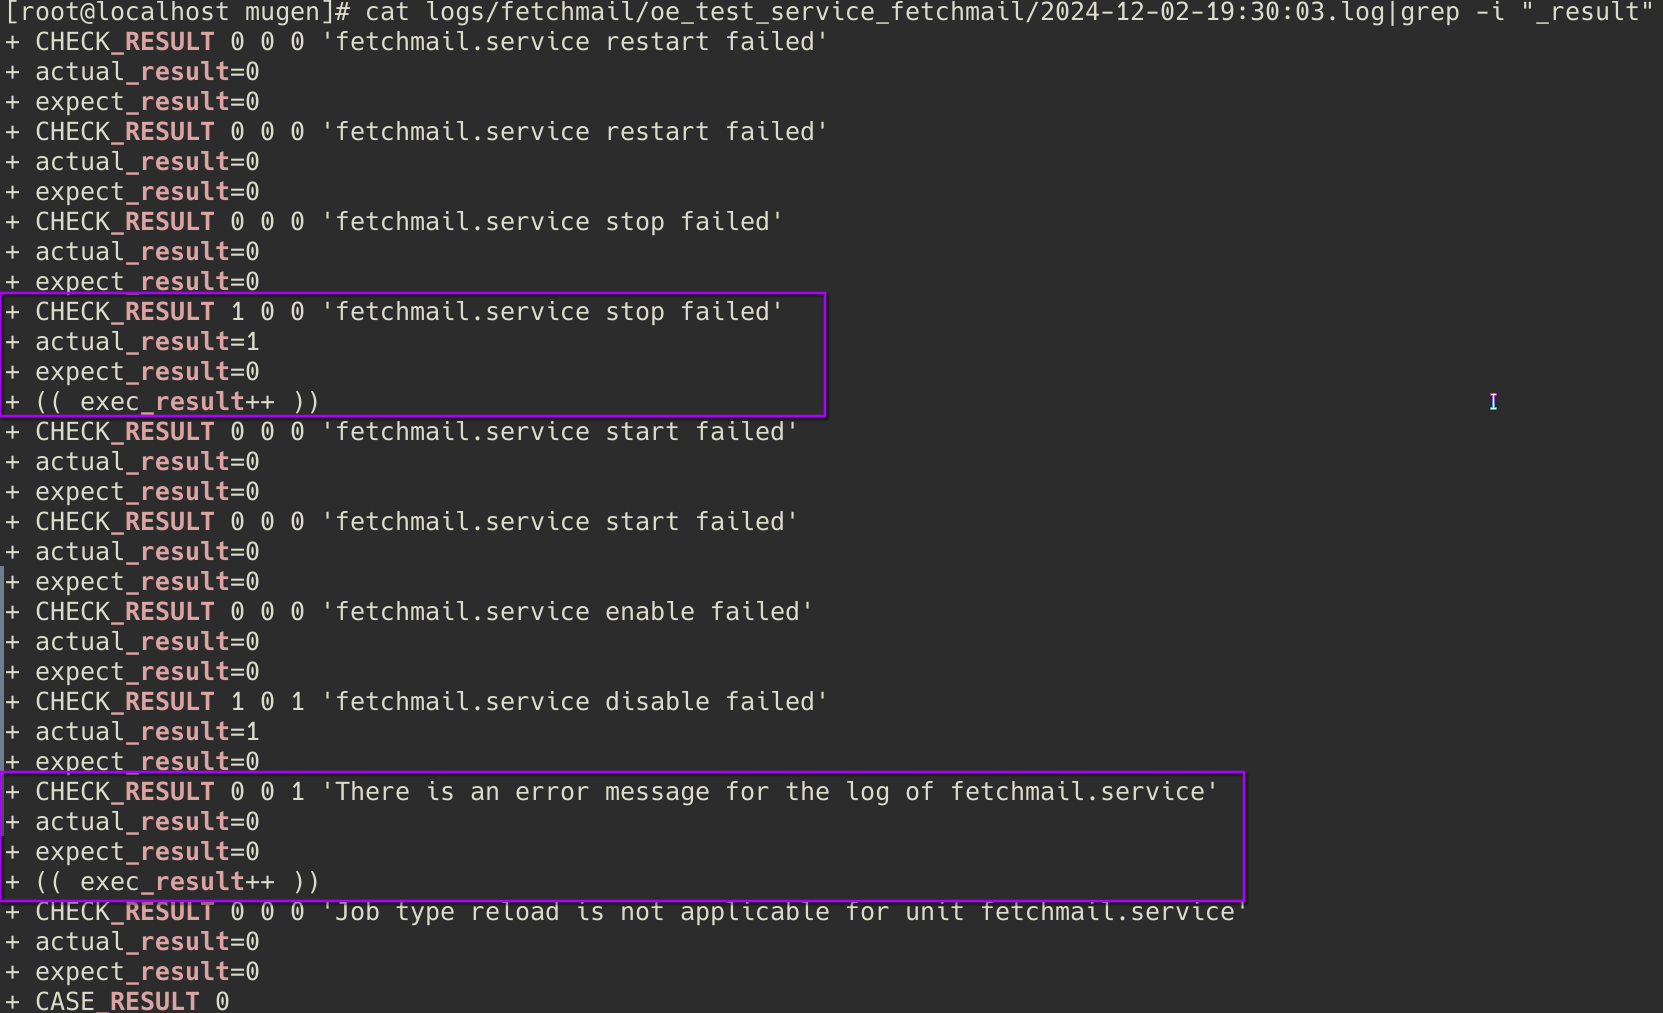 [root@localhost mugen]# cat logs/fetchmail/oe_test_service_fetchmail/2024-12-02-19:30:03.log|grep -i "_result"
+ CHECK_RESULT 0 0 0 'fetchmail.service restart failed'
+ actual_result=0
+ expect_result=0
+ CHECK_RESULT 0 0 0 'fetchmail.service restart failed'
+ actual_result=0
+ expect_result=0
+ CHECK_RESULT 0 0 0 'fetchmail.service stop failed'
+ actual_result=0
+ expect_result=0
+ CHECK_RESULT 1 0 0 'fetchmail.service stop failed'
+ actual_result=1
+ expect_result=0
+ (( exec_result++ ))
+ CHECK_RESULT 0 0 0 'fetchmail.service start failed'
+ actual_result=0
+ expect_result=0
+ CHECK_RESULT 0 0 0 'fetchmail.service start failed'
+ actual_result=0
+ expect_result=0
+ CHECK_RESULT 0 0 0 'fetchmail.service enable failed'
+ actual_result=0
+ expect_result=0
+ CHECK_RESULT 1 0 1 'fetchmail.service disable failed'
+ actual_result=1
+ expect_result=0
+ CHECK_RESULT 0 0 1 'There is an error message for the log of fetchmail.service'
+ actual_result=0
+ expect_result=0
+ (( exec_result++ ))
+ CHECK_RESULT 0 0 0 'Job type reload is not applicable for unit fetchmail.service'
+ actual_result=0
+ expect_result=0
+ CASE_RESULT 0